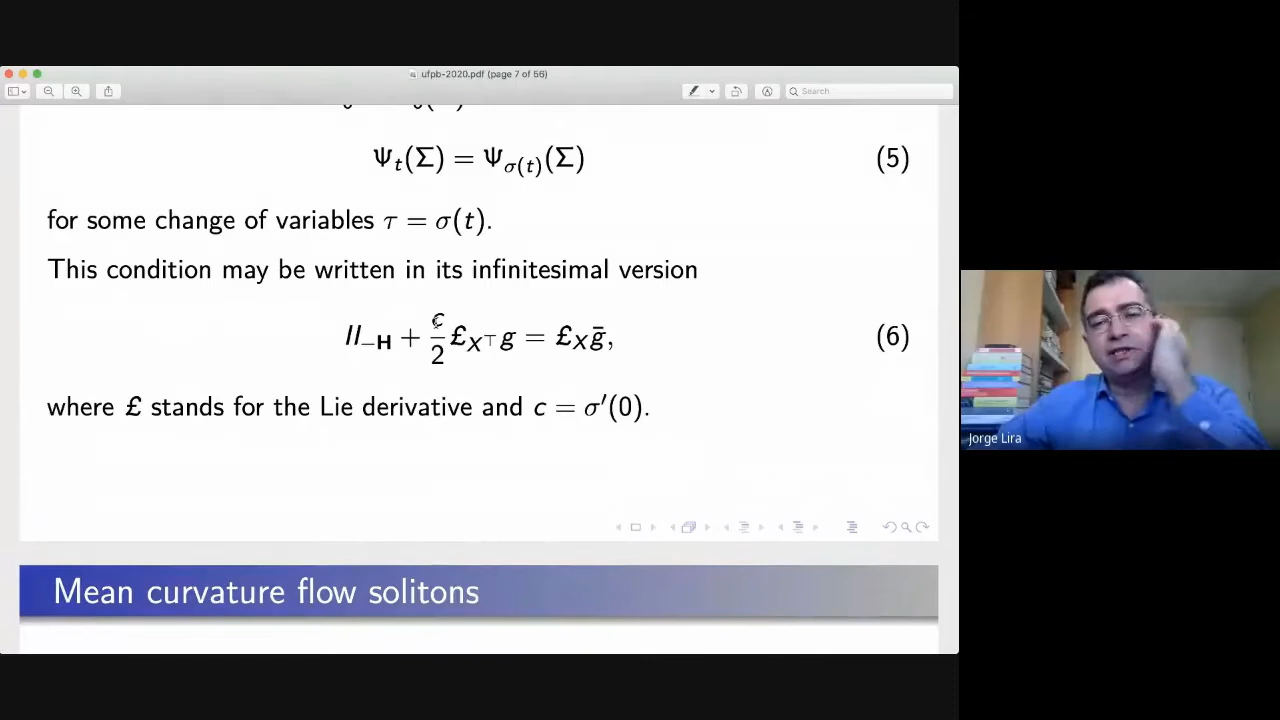 ufpb-2020.pdf (page 7 of 56)
Search
Ψ_t(Σ) = Ψ_{σ(t)}(Σ) (5)
for some change of variables τ = σ(t).
This condition may be written in its infinitesimal version
II_{−H} + c/2 £_{X^⊤} g = £_X ḡ, (6)
where £ stands for the Lie derivative and c = σ′(0).
Mean curvature flow solitons
Jorge Lira